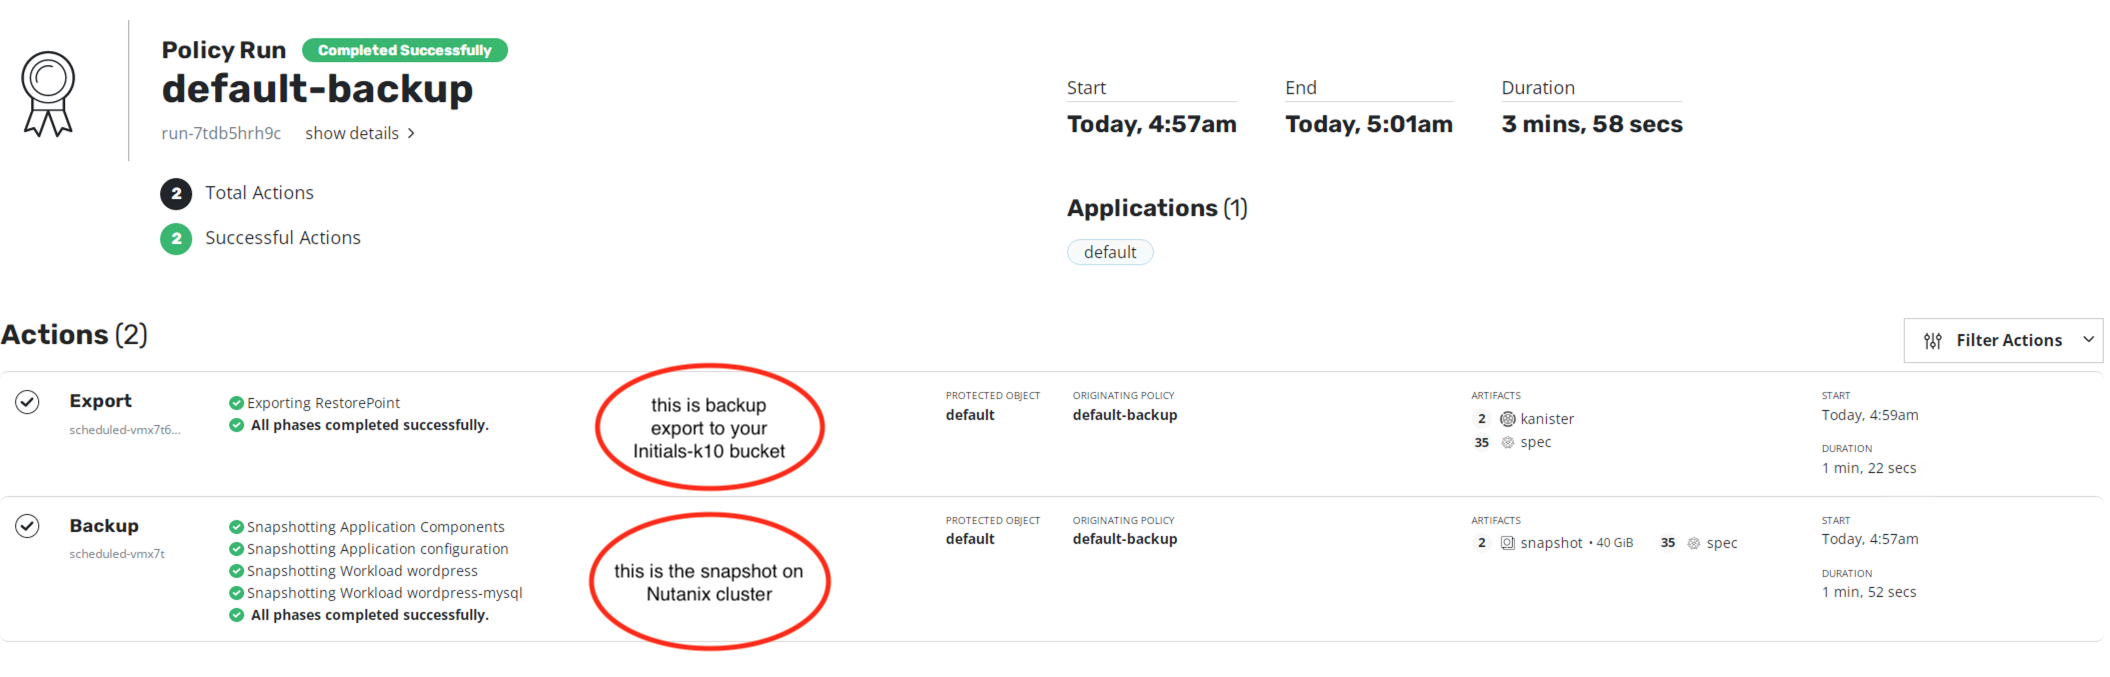 Policy Run Completed Successfully
default-backup
run-7tdb5hrh9c show details
2 Total Actions
2 Successful Actions
Start
Today, 4:57am
End
Today, 5:01am
Duration
3 mins, 58 secs
Applications (1)
default
Actions (2)
Filter Actions
Export
scheduled-vmx7t6...
Exporting RestorePoint
All phases completed successfully.
this is backup
export to your
Initials-k10 bucket
PROTECTED OBJECT
default
ORIGINATING POLICY
default-backup
ARTIFACTS
2 kanister
35 spec
START
Today, 4:59am
DURATION
1 min, 22 secs
Backup
scheduled-vmx7t
Snapshotting Application Components
Snapshotting Application configuration
Snapshotting Workload wordpress
Snapshotting Workload wordpress-mysql
All phases completed successfully.
this is the snapshot on
Nutanix cluster
PROTECTED OBJECT
default
ORIGINATING POLICY
default-backup
ARTIFACTS
2 snapshot • 40 GiB 35 spec
START
Today, 4:57am
DURATION
1 min, 52 secs